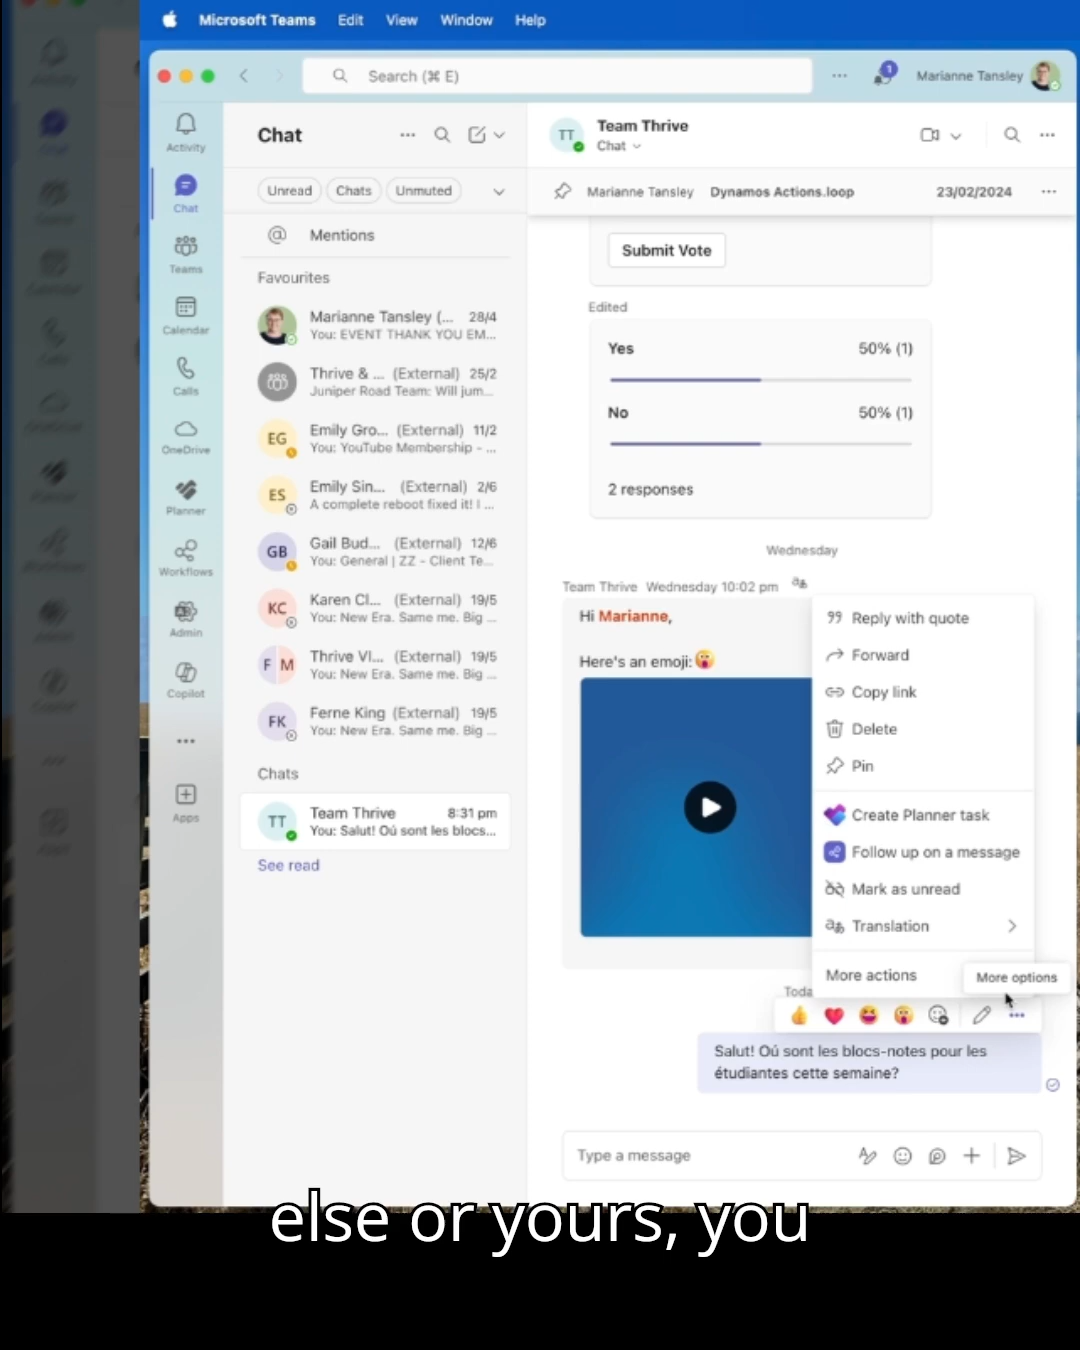 Microsoft Teams Edit View Window Help
Search (⌘ E)
1
Marianne Tansley
Activity
Chat
Teams
Calendar
Calls
OneDrive
Planner
Workflows
Admin
Copilot
Apps
Chat
Unread Chats Unmuted
@ Mentions
Favourites
Marianne Tansley (... 28/4
You: EVENT THANK YOU EM...
Thrive & ... (External) 25/2
Juniper Road Team: Will jum...
EG
Emily Gro... (External) 11/2
You: YouTube Membership - ...
ES
Emily Sin... (External) 2/6
A complete reboot fixed it! I ...
GB
Gail Bud... (External) 12/6
You: General | ZZ - Client Te...
KC
Karen Cl... (External) 19/5
You: New Era. Same me. Big ...
F M
Thrive VI... (External) 19/5
You: New Era. Same me. Big ...
FK
Ferne King (External) 19/5
You: New Era. Same me. Big ...
Chats
TT
Team Thrive 8:31 pm
You: Salut! Oú sont les blocs...
See read
TT
Team Thrive
Chat
Marianne Tansley Dynamos Actions.loop 23/02/2024
Submit Vote
Edited
Yes 50% (1)
No 50% (1)
2 responses
Wednesday
Team Thrive Wednesday 10:02 pm
Hi Marianne,
Here's an emoji:
Reply with quote
Forward
Copy link
Delete
Pin
Create Planner task
Follow up on a message
Mark as unread
Translation
More actions
More options
Toda
Salut! Oú sont les blocs-notes pour les
étudiantes cette semaine?
Type a message
else or yours, you